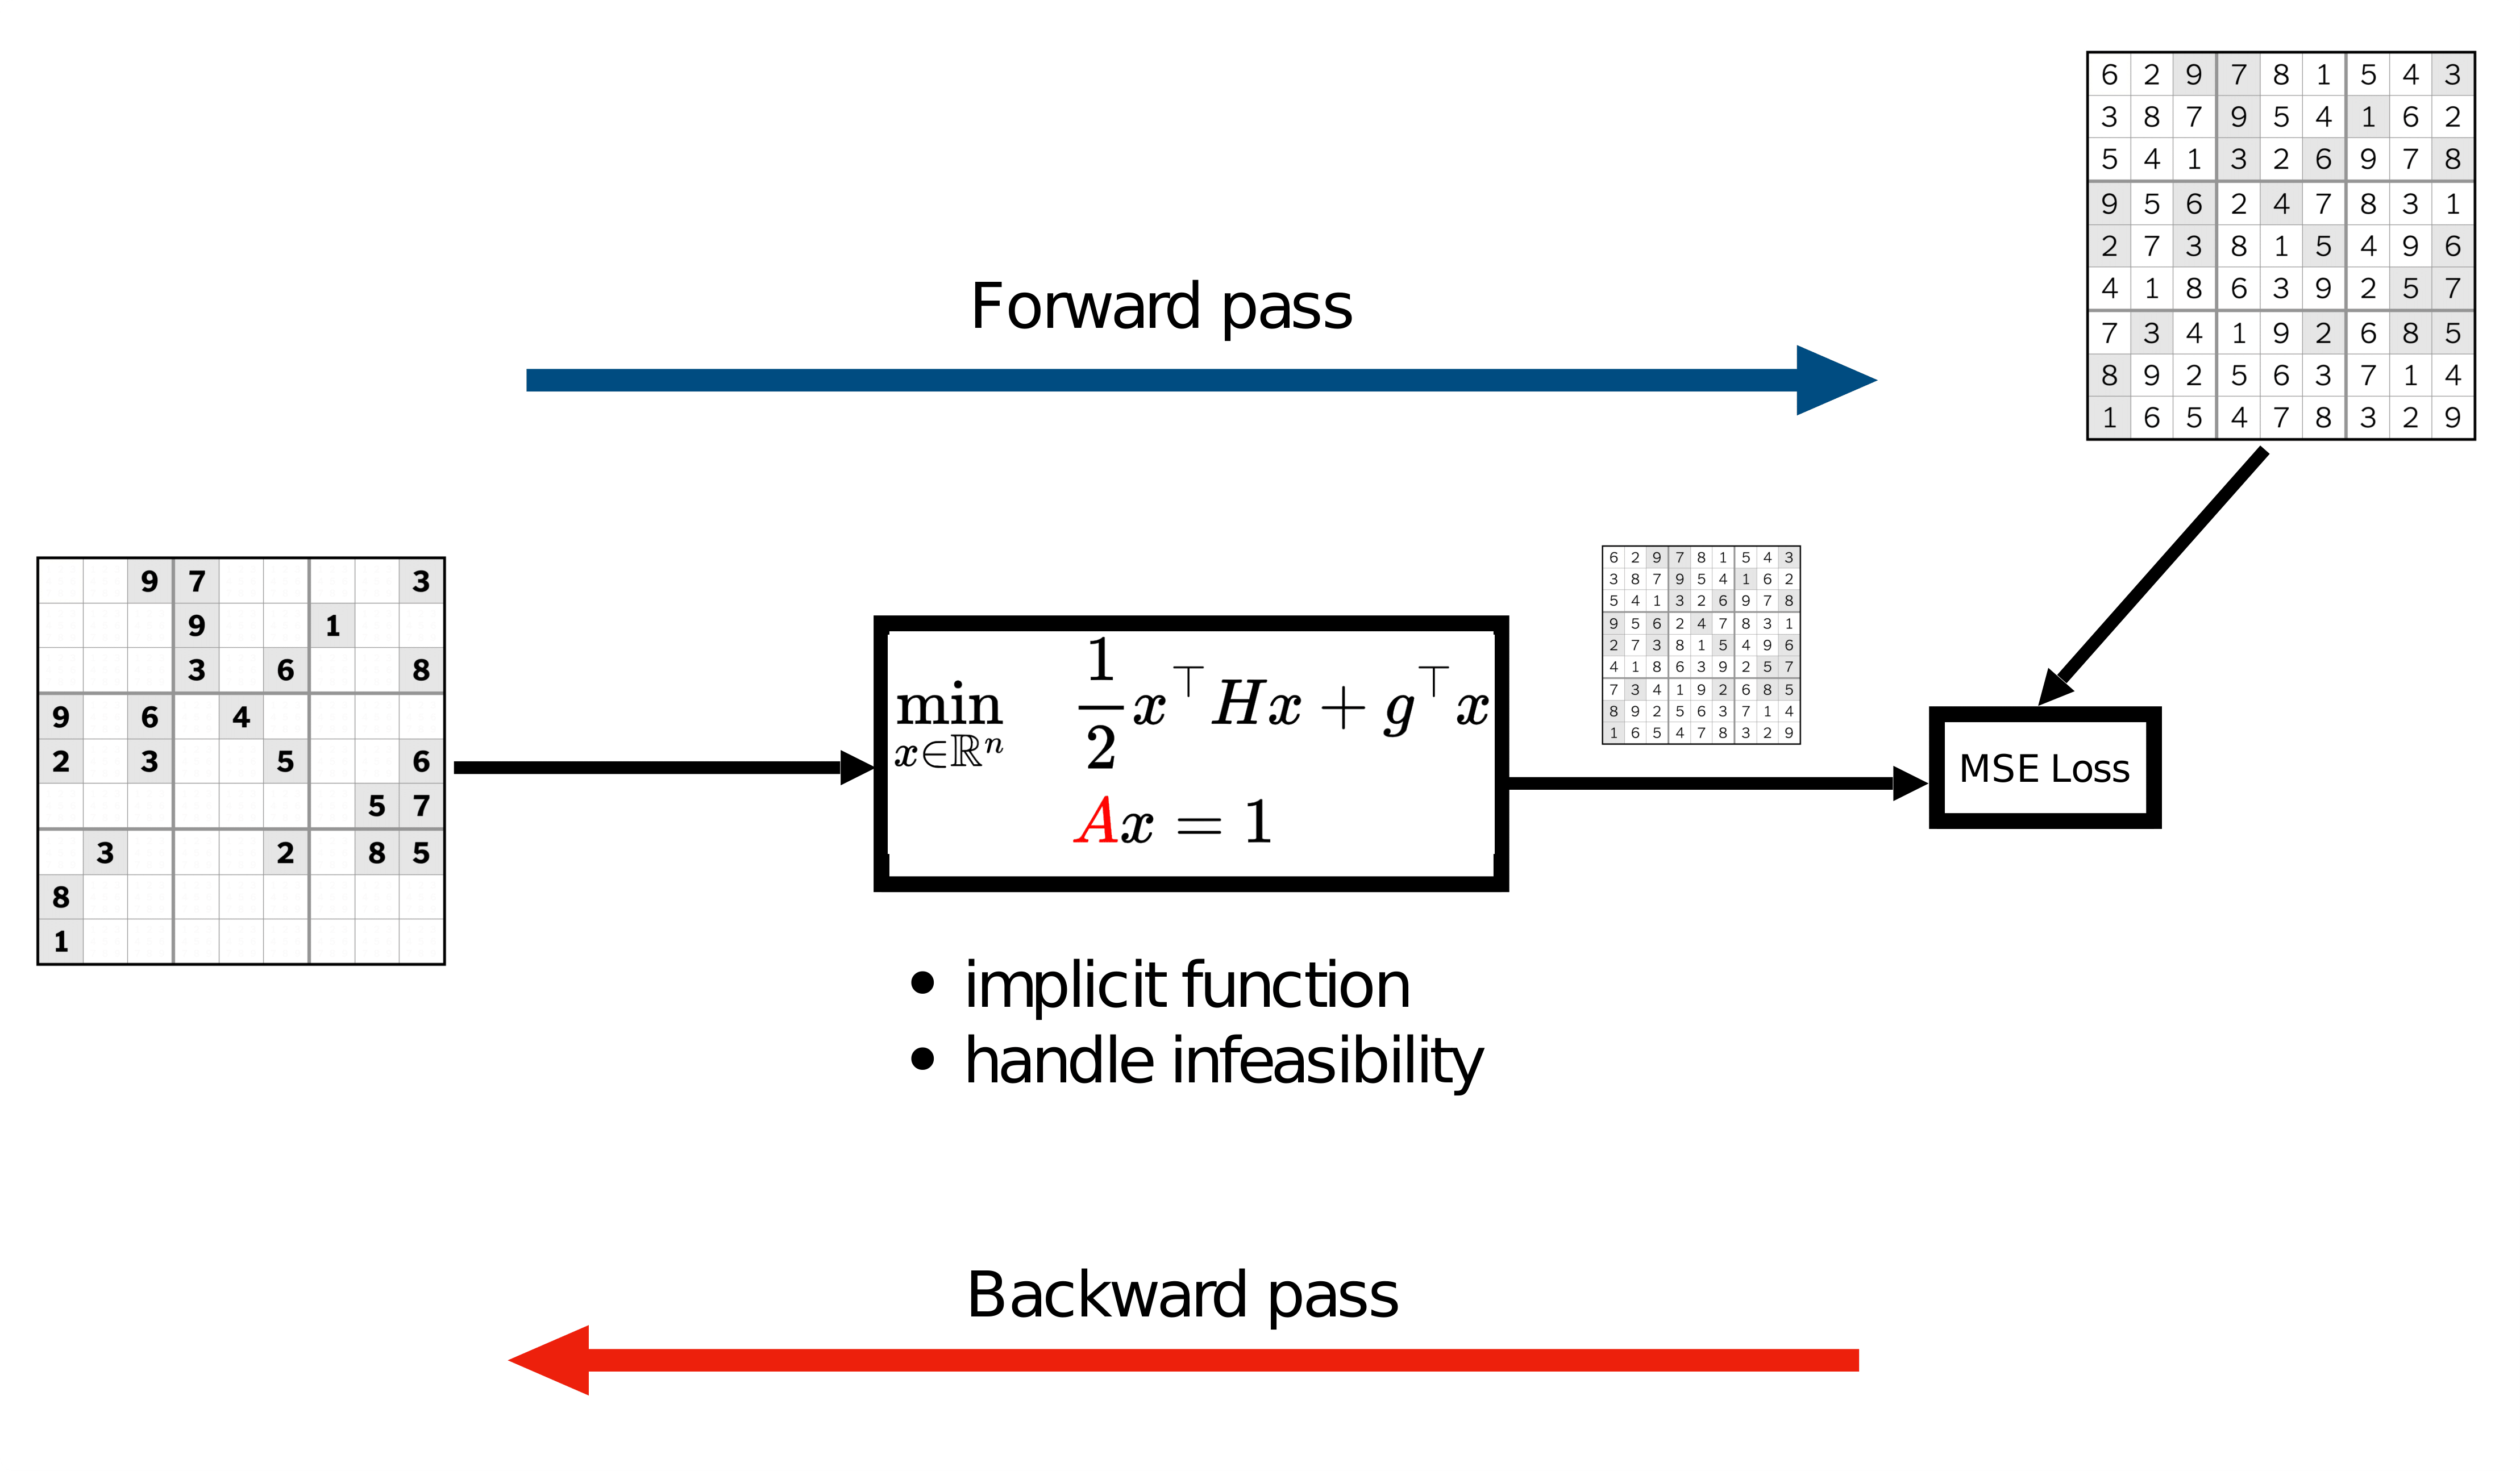 6 2 9 7 8 1 5 4 3
3 8 7 9 5 4 1 6 2
5 4 1 3 2 6 9 7 8
9 5 6 2 4 7 8 3 1
2 7 3 8 1 5 4 9 6
4 1 8 6 3 9 2 5 7
7 3 4 1 9 2 6 8 5
8 9 2 5 6 3 7 1 4
1 6 5 4 7 8 3 2 9
Forward pass
9 7 3
9 1
3 6 8
9 6 4
2 3 5 6
5 7
3 2 8 5
8
1
min x∈ℝⁿ 1/2 x⊤Hx + g⊤x
Ax = 1
6 2 9 7 8 1 5 4 3
3 8 7 9 5 4 1 6 2
5 4 1 3 2 6 9 7 8
9 5 6 2 4 7 8 3 1
2 7 3 8 1 5 4 9 6
4 1 8 6 3 9 2 5 7
7 3 4 1 9 2 6 8 5
8 9 2 5 6 3 7 1 4
1 6 5 4 7 8 3 2 9
MSE Loss
• implicit function
• handle infeasibility
Backward pass